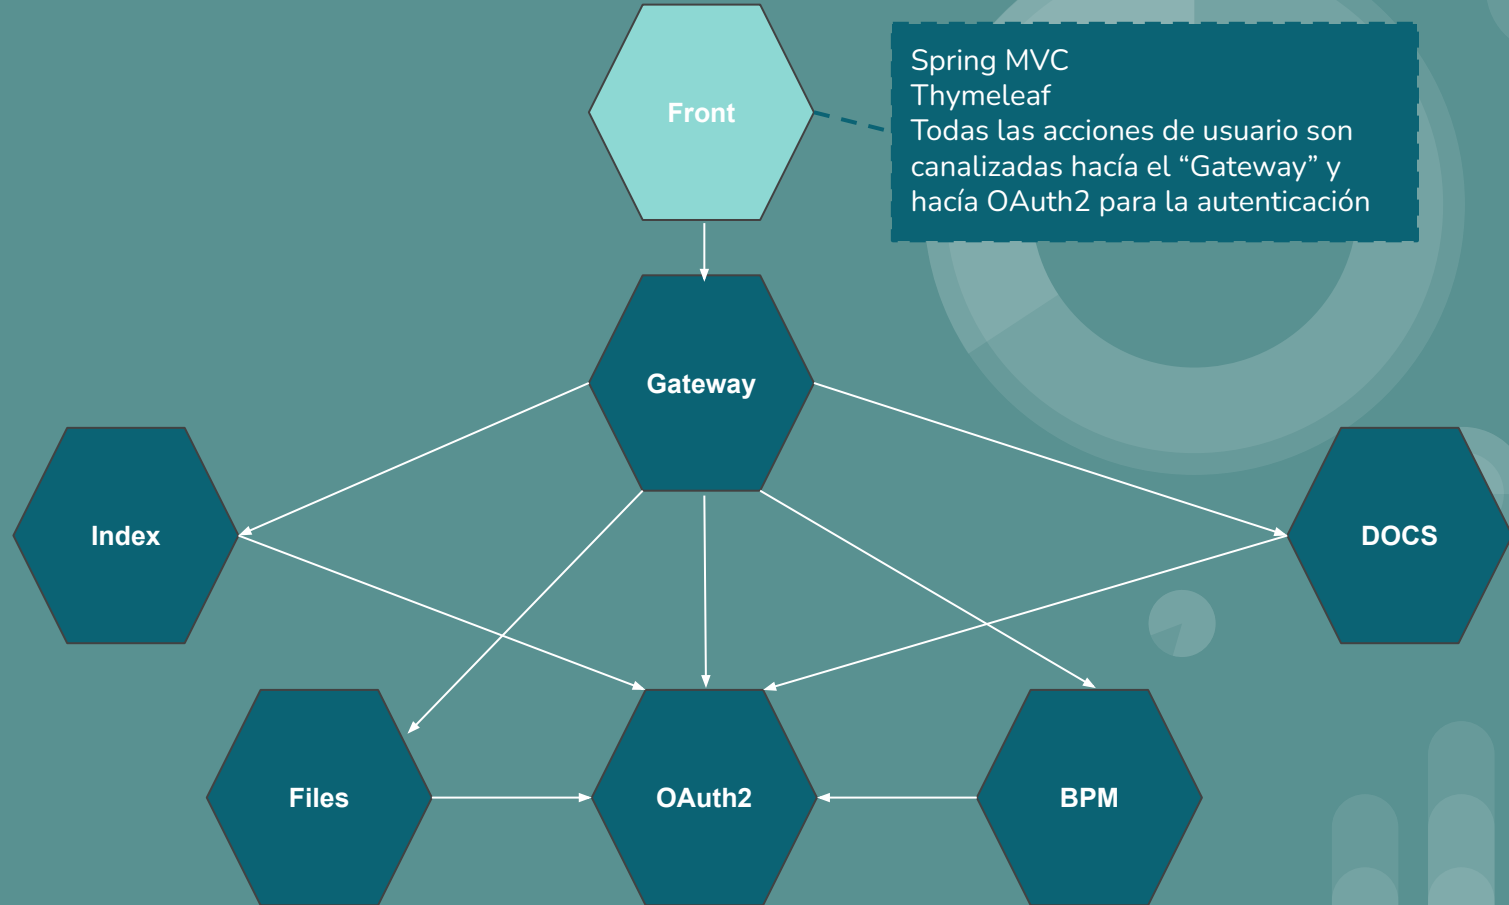 Front
Spring MVC
Thymeleaf
Todas las acciones de usuario son
canalizadas hacía el “Gateway” y
hacía OAuth2 para la autenticación
Gateway
Index
DOCS
Files
OAuth2
BPM